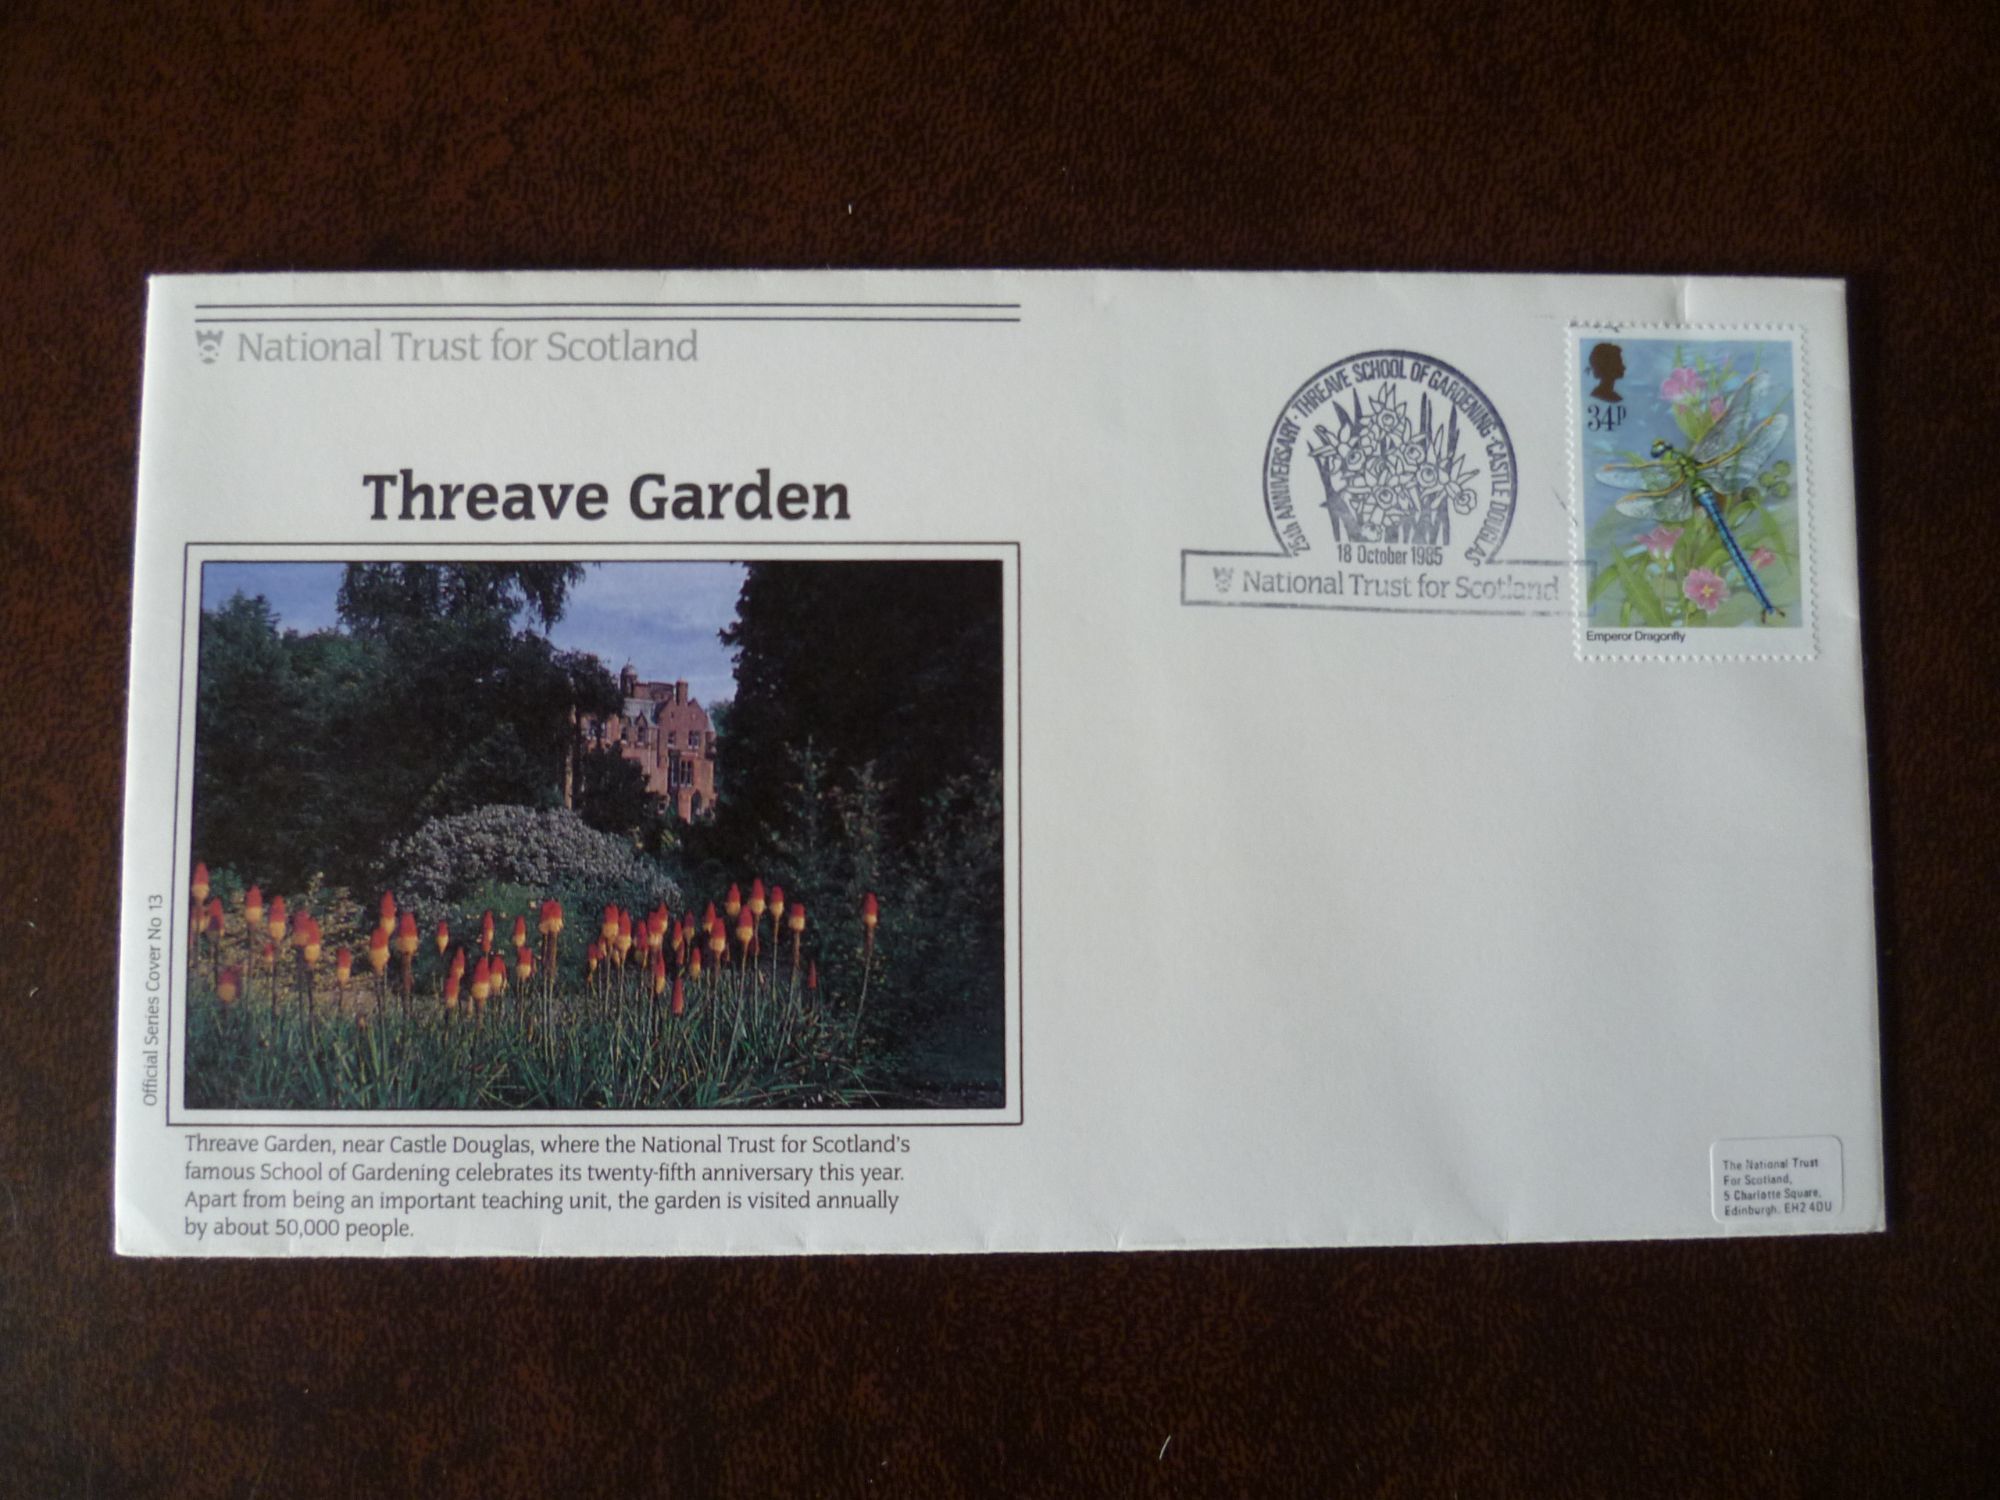 National Trust for Scotland
Threave Garden
Official Series Cover No 13
Threave Garden, near Castle Douglas, where the National Trust for Scotland's
famous School of Gardening celebrates its twenty-fifth anniversary this year.
Apart from being an important teaching unit, the garden is visited annually
by about 50,000 people.
25th ANNIVERSARY · THREAVE SCHOOL OF GARDENING · CASTLE DOUGLAS
18 October 1985
National Trust for Scotland
34P
Emperor Dragonfly
The National Trust
For Scotland,
5 Charlotte Square,
Edinburgh. EH2 4DU